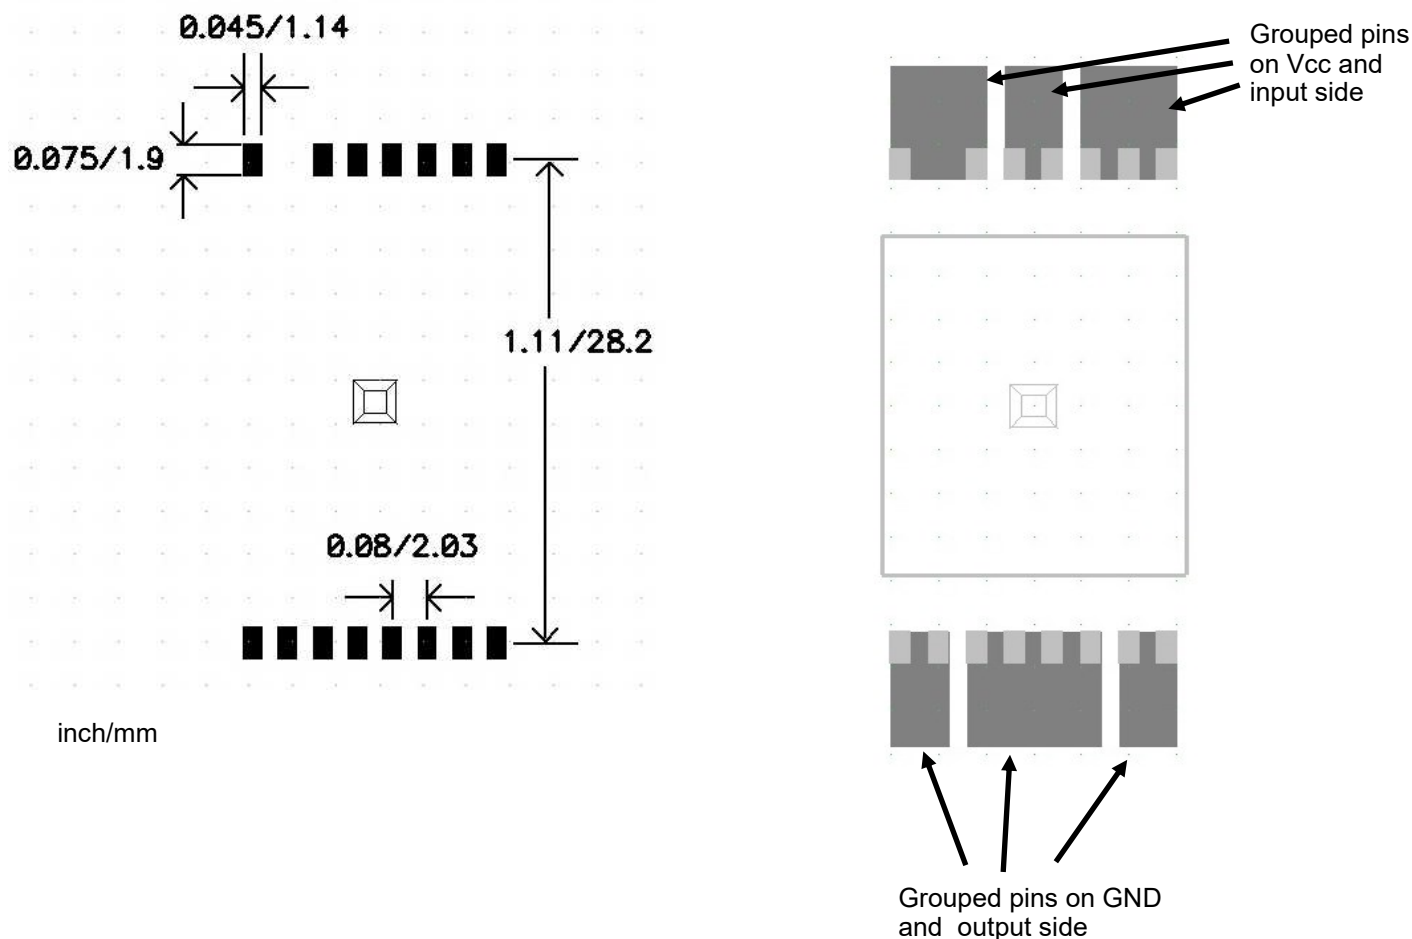 0.045/1.14
0.075/1.9
1.11/28.2
0.08/2.03
inch/mm
Grouped pins
on Vcc and
input side
Grouped pins on GND
and output side